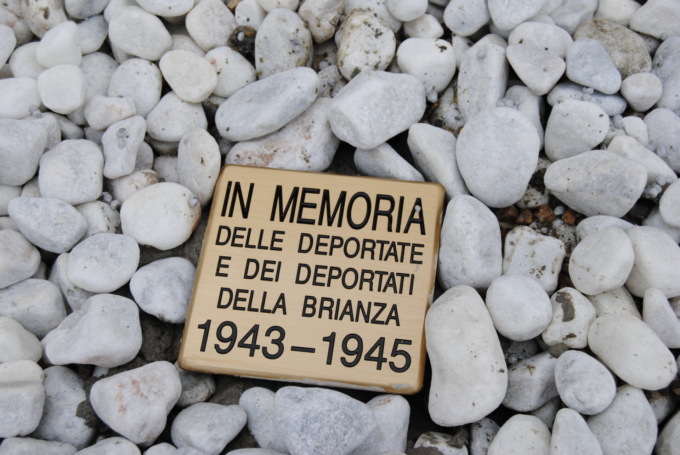 IN MEMORIA
DELLE DEPORTATE
E DEI DEPORTATI
DELLA BRIANZA
1943-1945